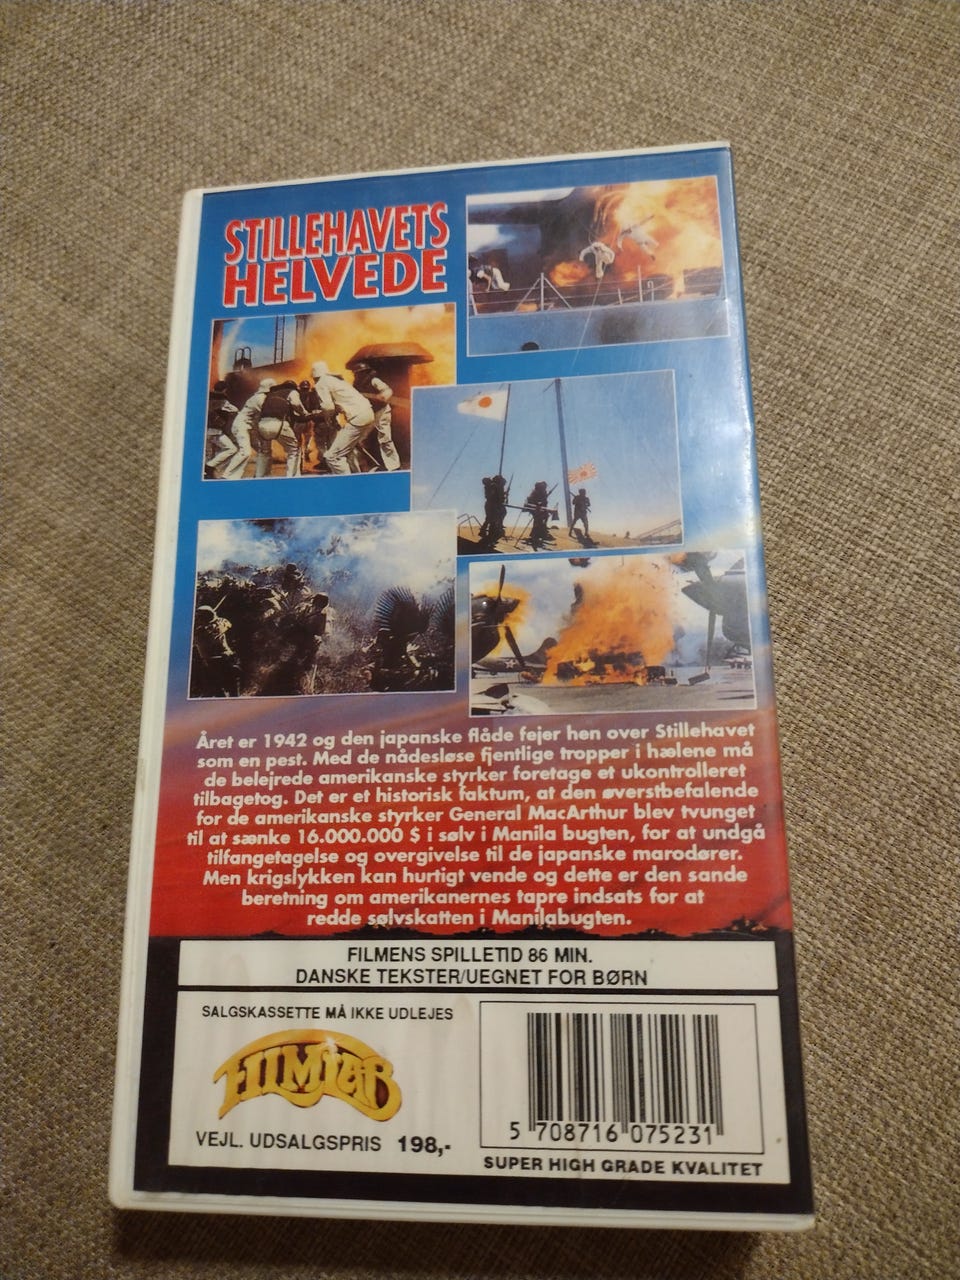 STILLEHAVETS
HELVEDE
Året er 1942 og den japanske flåde fejer hen over Stillehavet
som en pest. Med de nådesløse fjentlige tropper i hælene må
de belejrede amerikanske styrker foretage et ukontrolleret
tilbagetog. Det er et historisk faktum, at den øverstbefalende
for de amerikanske styrker General MacArthur blev tvunget
til at sænke 16.000.000 $ i sølv i Manila bugten, for at undgå
tilfangetagelse og overgivelse til de japanske marodører.
Men krigslykken kan hurtigt vende og dette er den sande
beretning om amerikanernes tapre indsats for at
redde sølvskatten i Manilabugten.
FILMENS SPILLETID 86 MIN.
DANSKE TEKSTER/UEGNET FOR BØRN
SALGSKASSETTE MÅ IKKE UDLEJES
FILMLAB
VEJL. UDSALGSPRIS 198,-
5 708716 075231
SUPER HIGH GRADE KVALITET